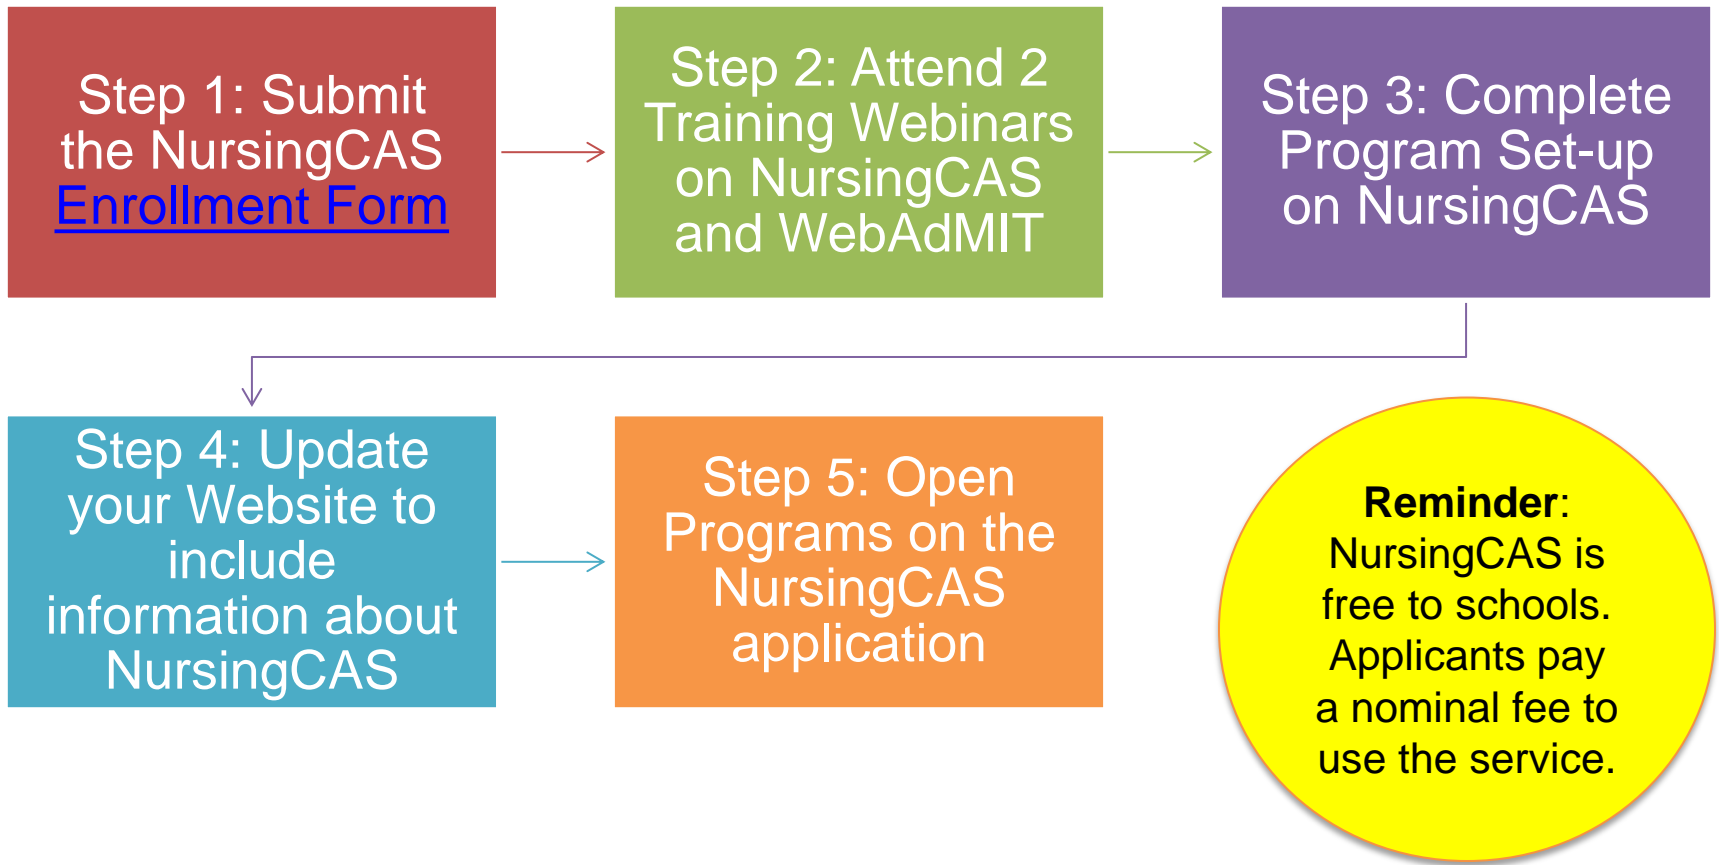 Step 1: Submit
the NursingCAS
Enrollment Form
Step 2: Attend 2
Training Webinars
on NursingCAS
and WebAdMIT
Step 3: Complete
Program Set-up
on NursingCAS
Step 4: Update
your Website to
include
information about
NursingCAS
Step 5: Open
Programs on the
NursingCAS
application
Reminder:
NursingCAS is
free to schools.
Applicants pay
a nominal fee to
use the service.